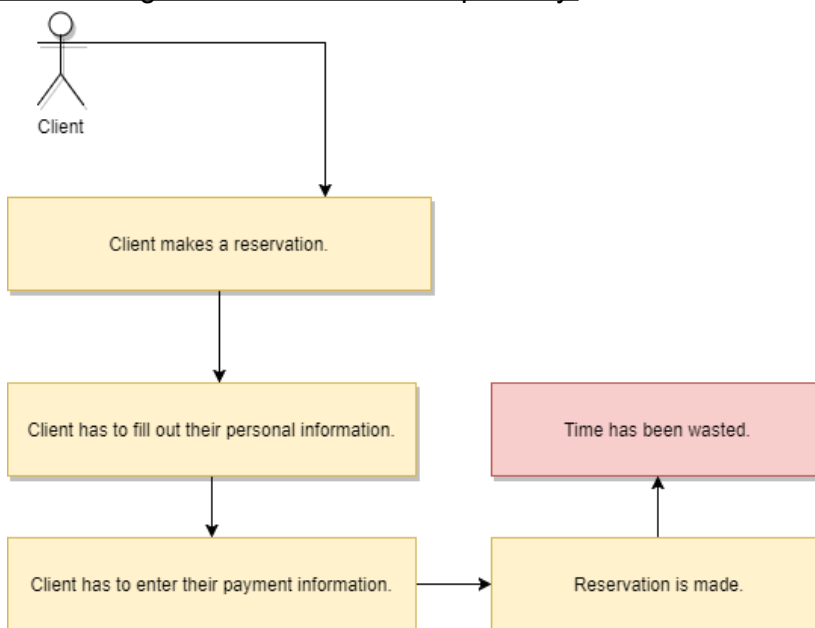 Client
Client makes a reservation.
Client has to fill out their personal information.
Time has been wasted.
Client has to enter their payment information.
Reservation is made.